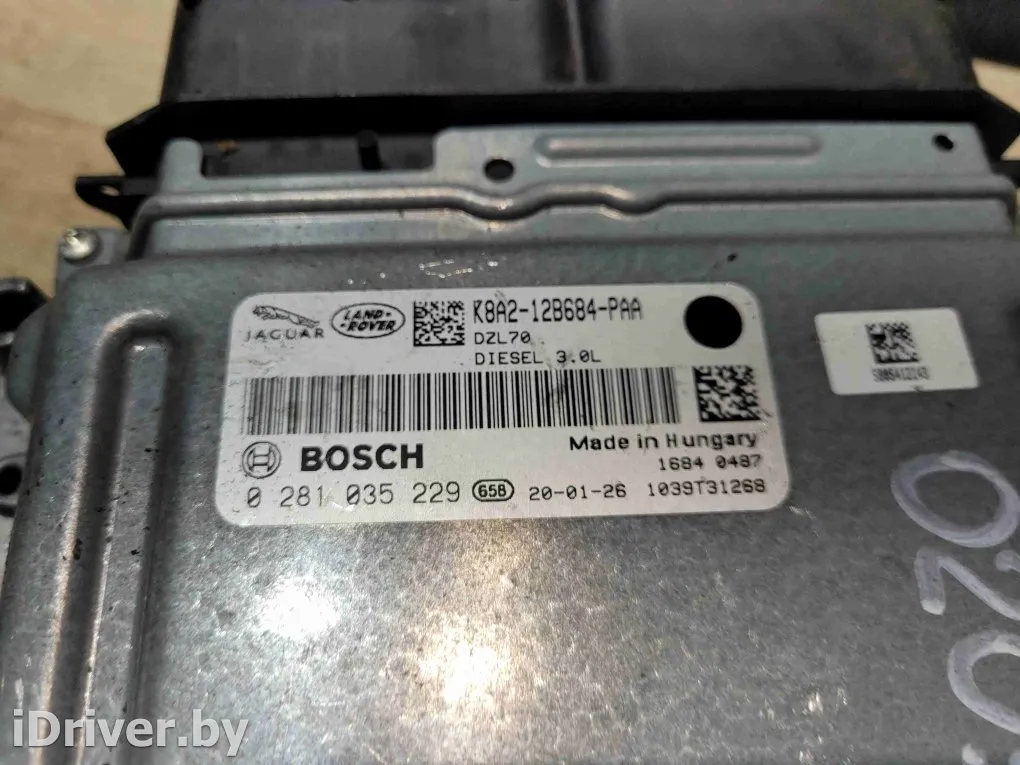 JAGUAR
LAND-
-ROVER
K8A2-12B684-PAA
DZL70
DIESEL 3.0L
BOSCH
Made in Hungary
1684 0487
0 281 035 229 658 20-01-26 1039T31268
S805412143
iDriver.by